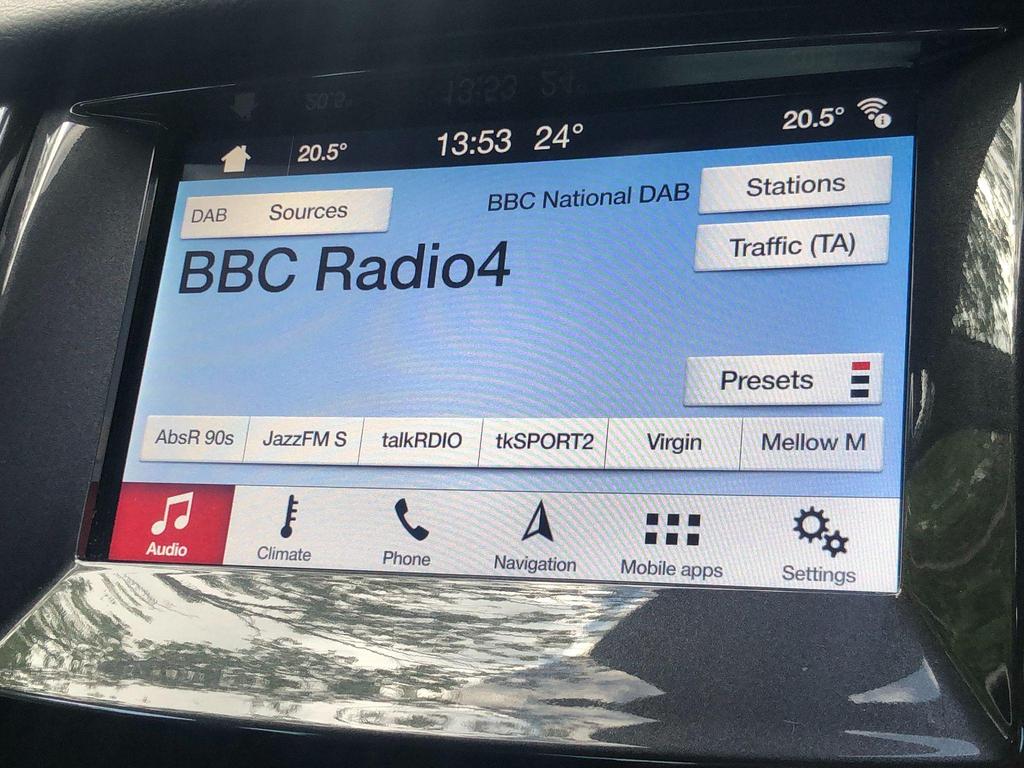 20.5° 13:53 24° 20.5°
DAB Sources BBC National DAB Stations
BBC Radio4 Traffic (TA)
Presets
AbsR 90s JazzFM S talkRDIO tkSPORT2 Virgin Mellow M
Audio Climate Phone Navigation Mobile apps Settings